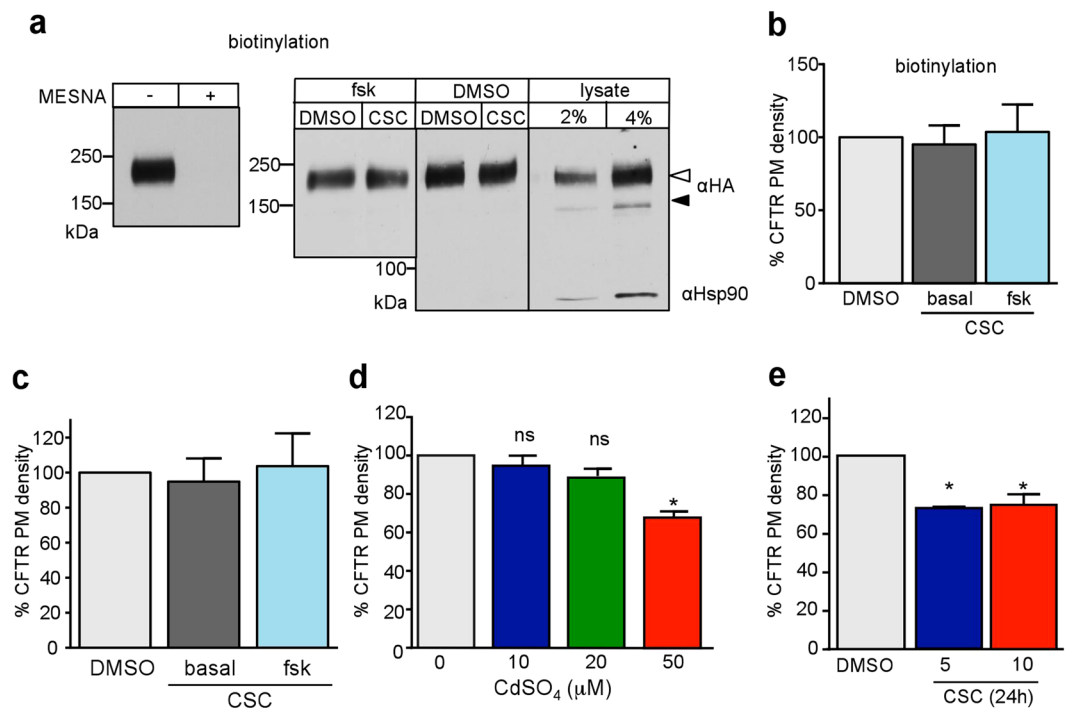 a
biotinylation
MESNA - +
250
150
kDa
fsk DMSO lysate
DMSO CSC DMSO CSC 2% 4%
250
αHA
150
100
kDa
αHsp90
b
biotinylation
% CFTR PM density
150
100
50
0
DMSO basal fsk
CSC
c
% CFTR PM density
120
100
80
60
40
20
0
DMSO basal fsk
CSC
d
% CFTR PM density
120
100
80
60
40
20
0
ns ns *
0 10 20 50
CdSO4 (μM)
e
% CFTR PM density
120
100
80
60
40
20
0
* *
DMSO 5 10
CSC (24h)